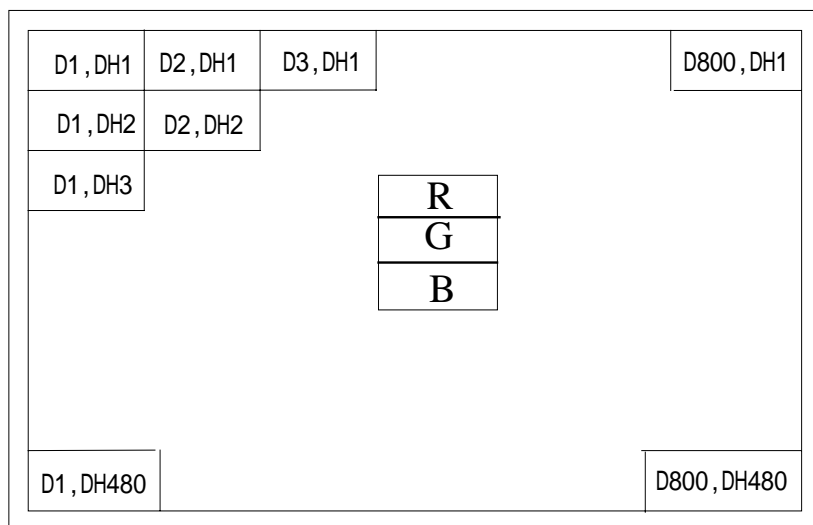 D1,DH1 D2,DH1 D3,DH1 D800,DH1
D1,DH2 D2,DH2
D1,DH3
R
G
B
D1,DH480 D800,DH480